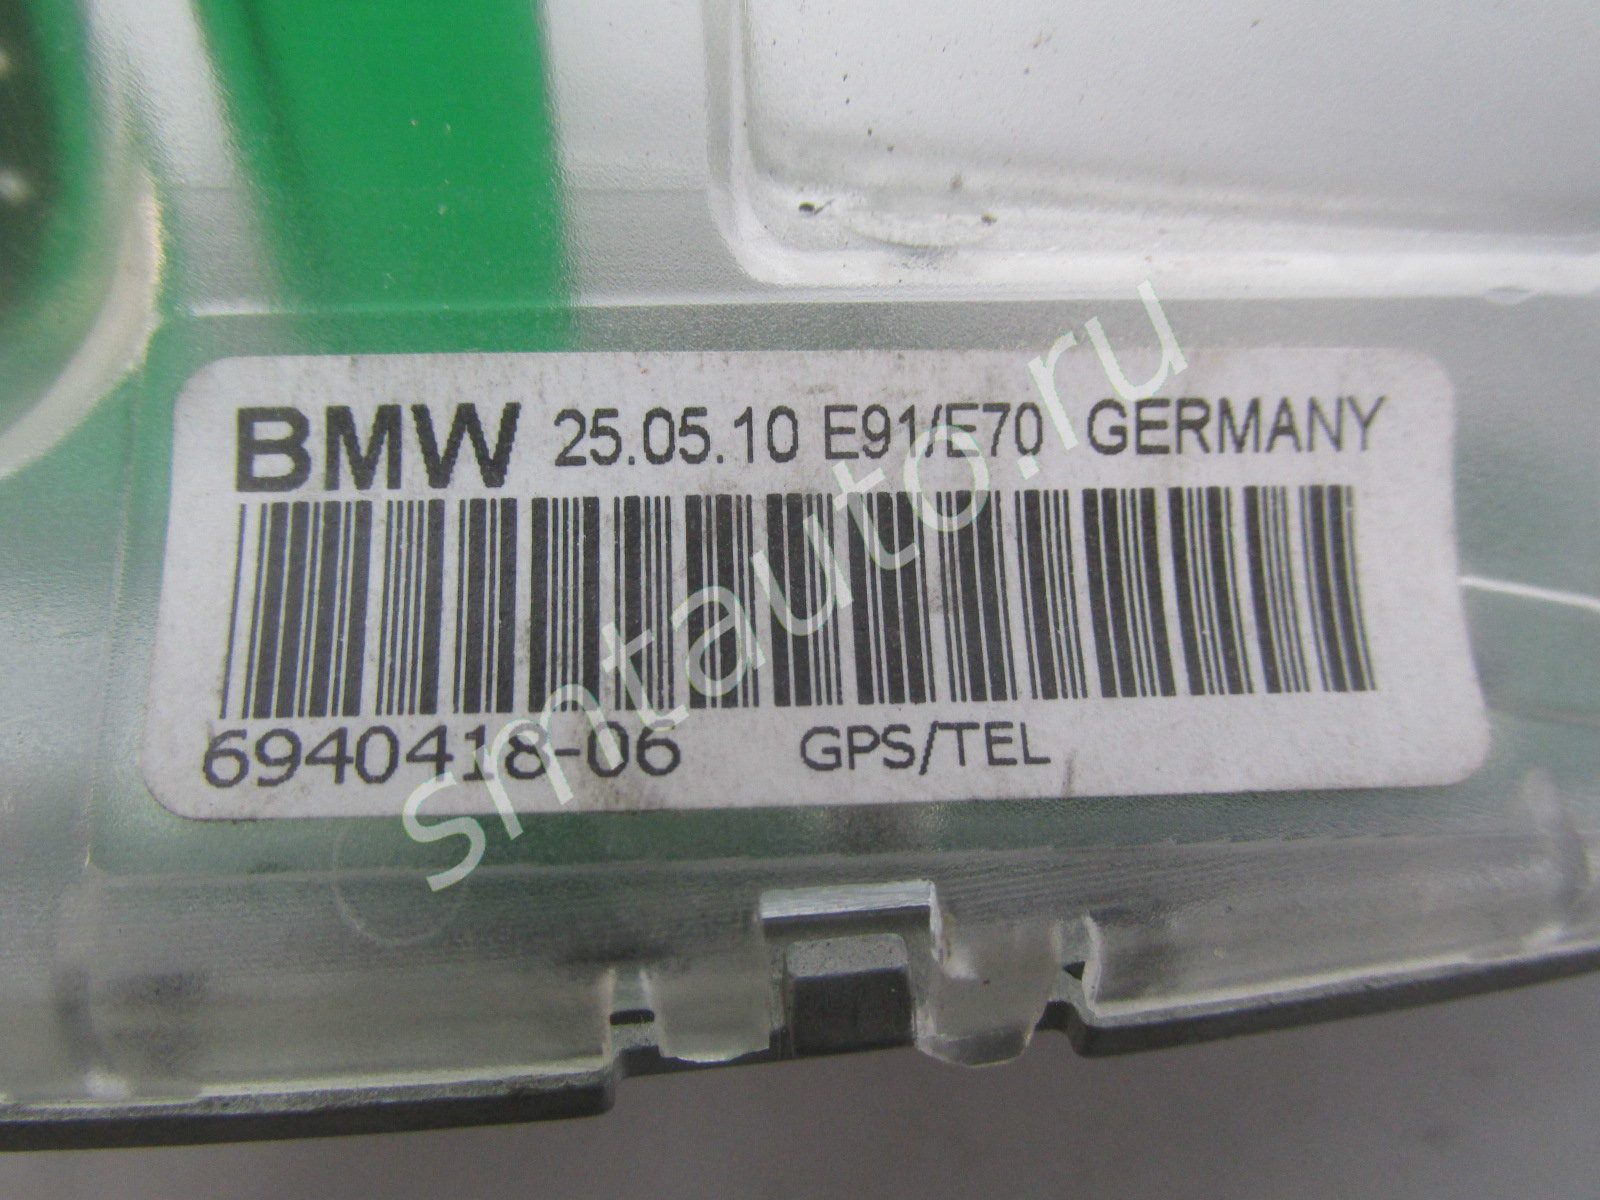 BMW 25.05.10 E91/E70 GERMANY
6940418-06 GPS/TEL
smtauto.ru